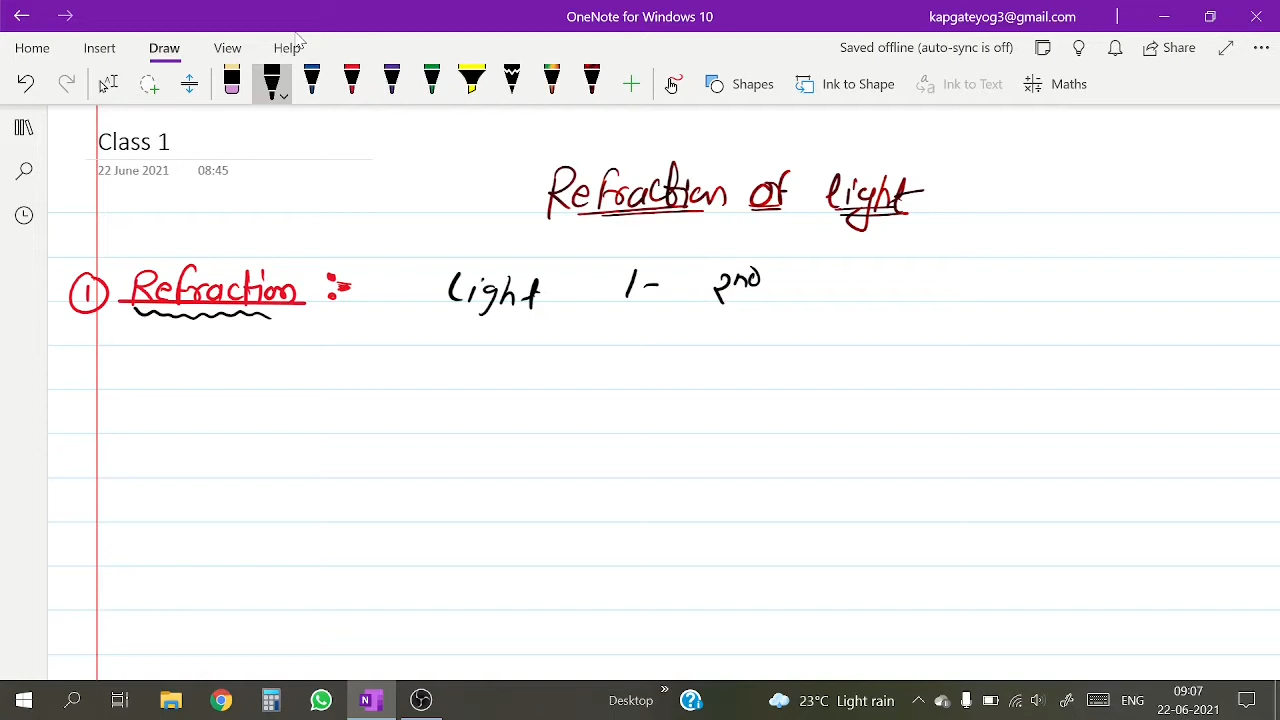 OneNote for Windows 10 kapgateyog3@gmail.com
Home Insert Draw View Help Saved offline (auto-sync is off) Share
Shapes Ink to Shape Ink to Text Maths
Class 1
22 June 2021 08:45
Refraction of light
① Refraction :- light 1- 2nd
Desktop 23°C Light rain ENG 09:07
22-06-2021